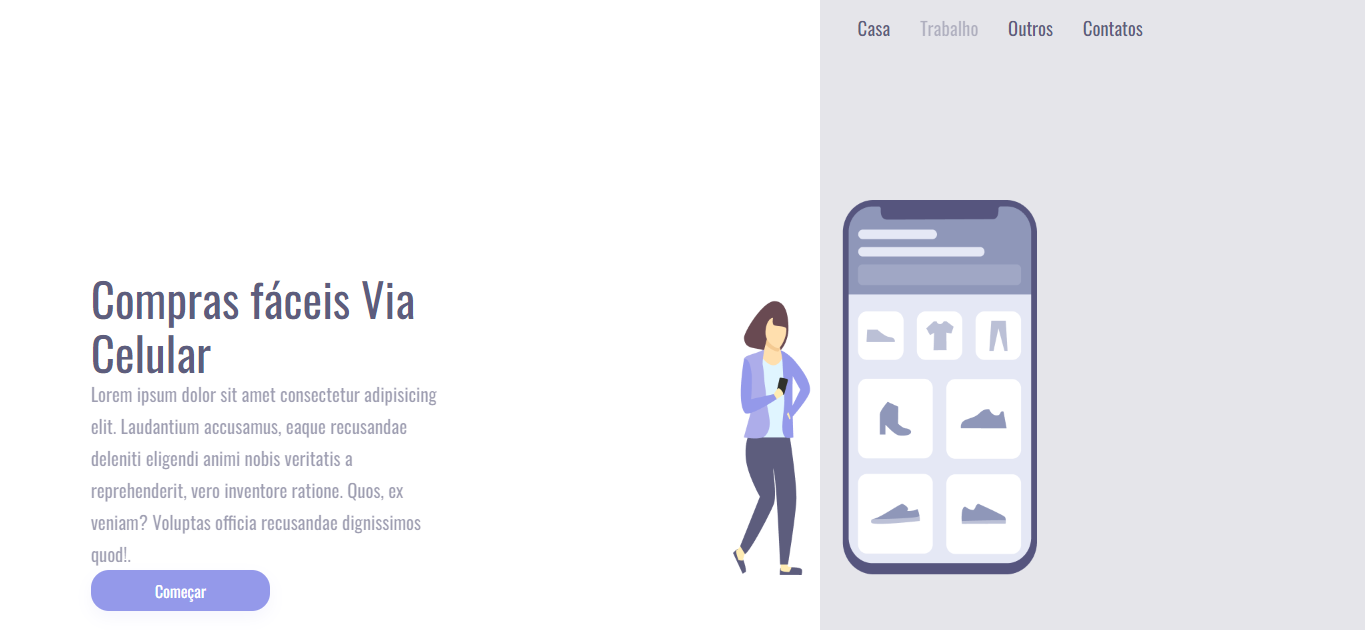 Casa Trabalho Outros Contatos
Compras fáceis Via
Celular
Lorem ipsum dolor sit amet consectetur adipisicing
elit. Laudantium accusamus, eaque recusandae
deleniti eligendi animi nobis veritatis a
reprehenderit, vero inventore ratione. Quos, ex
veniam? Voluptas officia recusandae dignissimos
quod!.
Começar